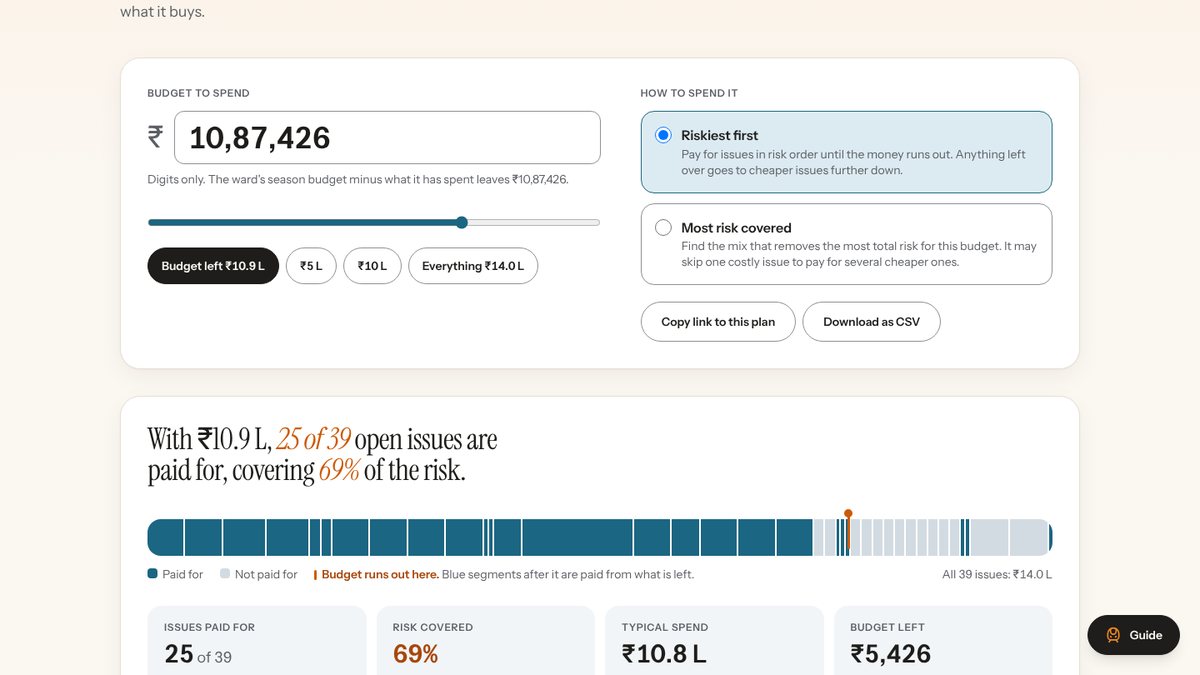 what it buys.
BUDGET TO SPEND
₹ 10,87,426
Digits only. The ward's season budget minus what it has spent leaves ₹10,87,426.
Budget left ₹10.9 L
₹5 L
₹10 L
Everything ₹14.0 L
HOW TO SPEND IT
Riskiest first
Pay for issues in risk order until the money runs out. Anything left
over goes to cheaper issues further down.
Most risk covered
Find the mix that removes the most total risk for this budget. It may
skip one costly issue to pay for several cheaper ones.
Copy link to this plan
Download as CSV
With ₹10.9 L, 25 of 39 open issues are
paid for, covering 69% of the risk.
Paid for
Not paid for
Budget runs out here. Blue segments after it are paid from what is left.
All 39 issues: ₹14.0 L
ISSUES PAID FOR
25 of 39
RISK COVERED
69%
TYPICAL SPEND
₹10.8 L
BUDGET LEFT
₹5,426
Guide